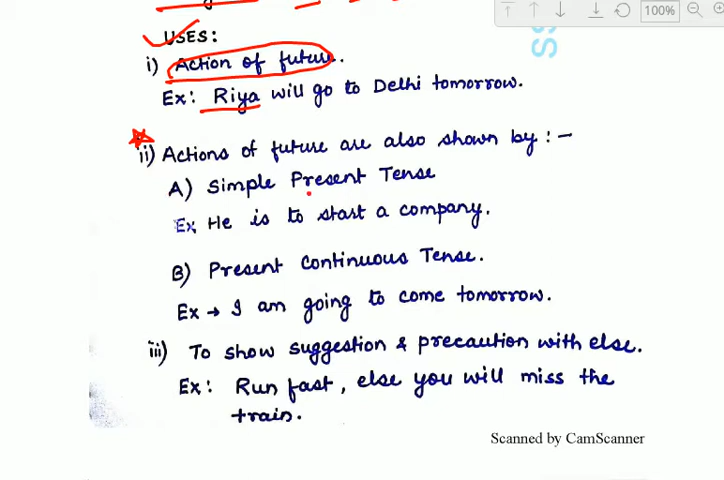 100%
SS
USES:
i) Action of future.
Ex: Riya will go to Delhi tomorrow.
ii) Actions of future are also shown by :-
A) Simple Present Tense
Ex He is to start a company.
B) Present Continuous Tense.
Ex → I am going to come tomorrow.
iii) To show suggestion & precaution with else.
Ex: Run fast, else you will miss the
train.
Scanned by CamScanner